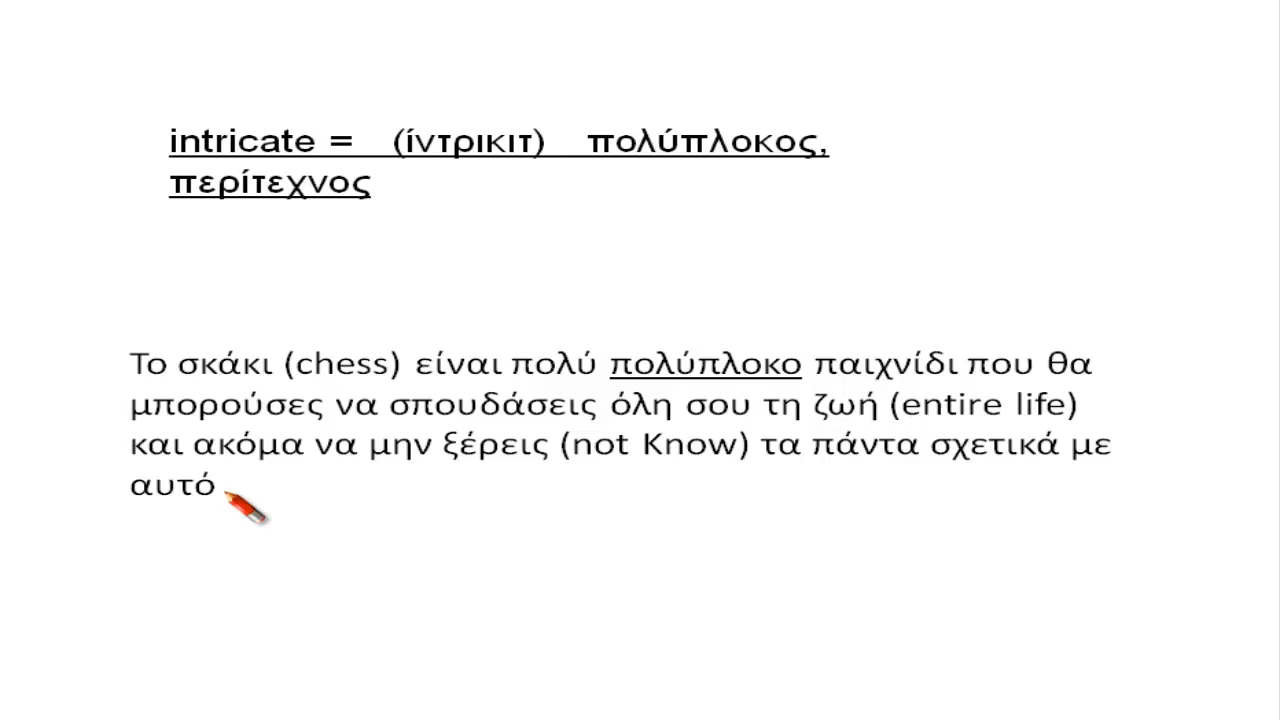 intricate = (ίντρικιτ) πολύπλοκος,
περίτεχνος
Το σκάκι (chess) είναι πολύ πολύπλοκο παιχνίδι που θα
μπορούσες να σπουδάσεις όλη σου τη ζωή (entire life)
και ακόμα να μην ξέρεις (not Know) τα πάντα σχετικά με
αυτό